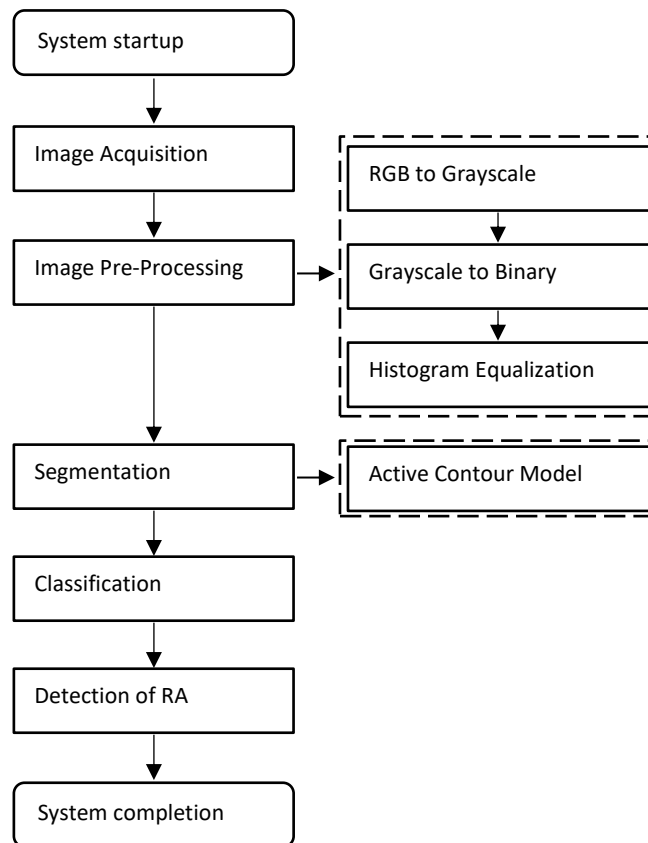 System startup
Image Acquisition
RGB to Grayscale
Image Pre-Processing
Grayscale to Binary
Histogram Equalization
Segmentation
Active Contour Model
Classification
Detection of RA
System completion